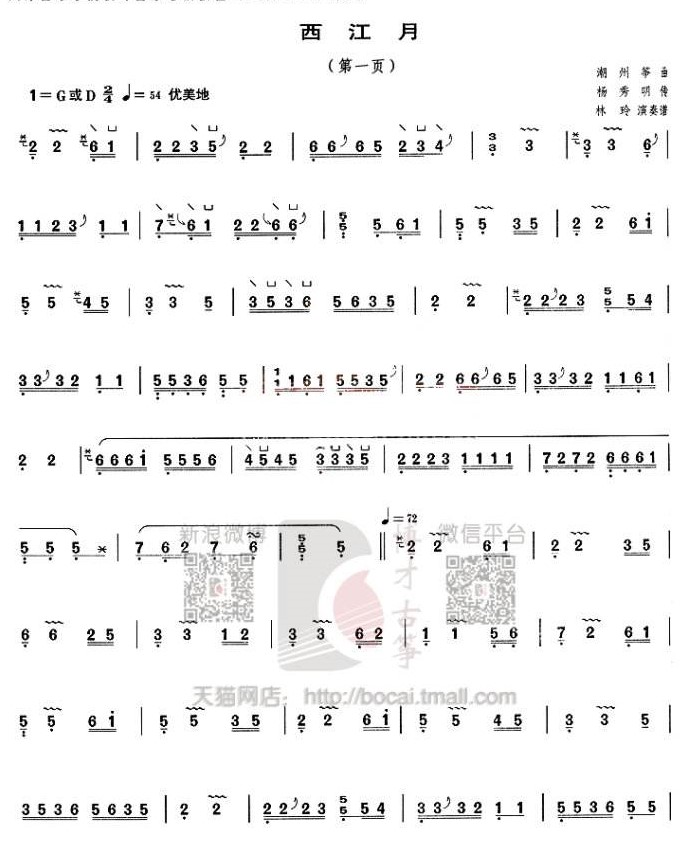 西 江 月
(第一页)
潮 州 筝 曲
1=G或D 2/4 ♩=54 优美地
杨 秀 明 传
林 玲 演奏谱
2 2 6 1 | 2 2 3 5 2 2 | 6 6 6 5 2 3 4 | 3 3 3 | 3 3 6
1 1 2 3 1 1 | 7 6 1 2 2 6 6 | 5 5 5 6 1 | 5 5 3 5 | 2 2 6 i
5 5 4 5 | 3 3 5 | 3 5 3 6 5 6 3 5 | 2 2 | 2 2 2 3 5 5 5 4
3 3 3 2 1 1 | 5 5 3 6 5 5 | 1 1 1 6 1 5 5 3 5 | 2 2 6 6 6 5 | 3 3 3 2 1 1 6 1
2 2 | 6 6 6 i 5 5 5 6 | 4 5 4 5 3 3 3 5 | 2 2 2 3 1 1 1 1 | 7 2 7 2 6 6 6 6
♩=72
5 5 5 | 7 6 2 7 6 | 5 5 5 ‖ 2 2 6 1 | 2 2 3 5
6 6 2 5 | 3 3 1 2 | 3 3 6 2 | 1 1 5 6 | 2 2 6 1
5 5 6 i | 5 5 3 5 | 2 2 6 i | 5 5 4 5 | 3 3 5
3 5 3 6 5 6 3 5 | 2 2 | 2 2 2 3 5 5 5 4 | 3 3 3 2 1 1 | 5 5 3 6 5 5
新浪微博
微信平台
古筝
天猫网店：http://bocai.tmall.com